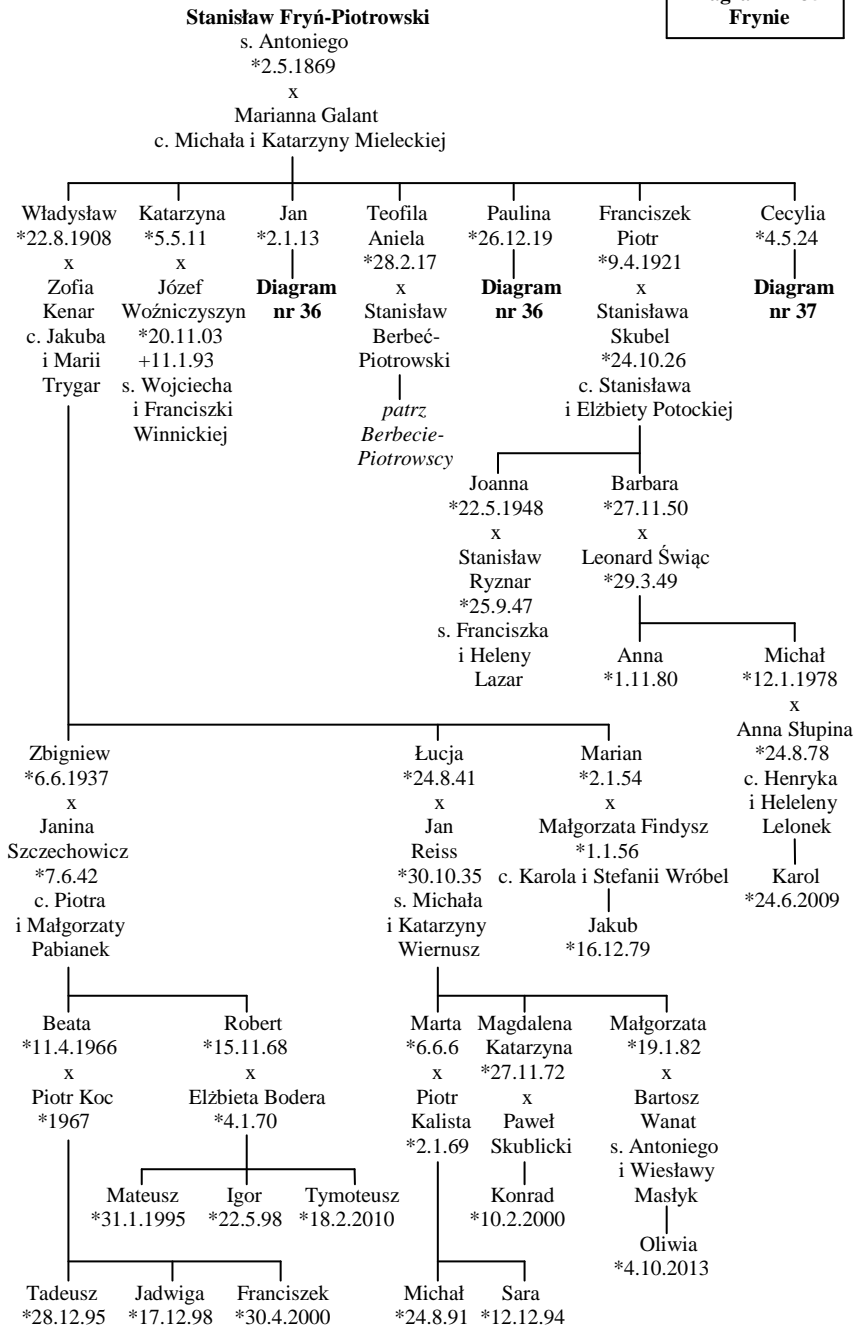 Frynie
Stanisław Fryń-Piotrowski
s. Antoniego
*2.5.1869
x
Marianna Galant
c. Michała i Katarzyny Mieleckiej
Władysław
*22.8.1908
x
Zofia
Kenar
c. Jakuba
i Marii
Trygar
Katarzyna
*5.5.11
x
Józef
Woźniczyszyn
*20.11.03
+11.1.93
s. Wojciecha
i Franciszki
Winnickiej
Jan
*2.1.13
Diagram
nr 36
Teofila
Aniela
*28.2.17
x
Stanisław
Berbeć-
Piotrowski
patrz
Berbecie-
Piotrowscy
Paulina
*26.12.19
Diagram
nr 36
Franciszek
Piotr
*9.4.1921
x
Stanisława
Skubel
*24.10.26
c. Stanisława
i Elżbiety Potockiej
Cecylia
*4.5.24
Diagram
nr 37
Joanna
*22.5.1948
x
Stanisław
Ryznar
*25.9.47
s. Franciszka
i Heleny
Lazar
Barbara
*27.11.50
x
Leonard Świąc
*29.3.49
Anna
*1.11.80
Michał
*12.1.1978
x
Anna Słupina
*24.8.78
c. Henryka
i Heleleny
Lelonek
Karol
*24.6.2009
Zbigniew
*6.6.1937
x
Janina
Szczechowicz
*7.6.42
c. Piotra
i Małgorzaty
Pabianek
Łucja
*24.8.41
x
Jan
Reiss
*30.10.35
s. Michała
i Katarzyny
Wiernusz
Marian
*2.1.54
x
Małgorzata Findysz
*1.1.56
c. Karola i Stefanii Wróbel
Jakub
*16.12.79
Beata
*11.4.1966
x
Piotr Koc
*1967
Robert
*15.11.68
x
Elżbieta Bodera
*4.1.70
Marta
*6.6.6
x
Piotr
Kalista
*2.1.69
Magdalena
Katarzyna
*27.11.72
x
Paweł
Skublicki
Konrad
*10.2.2000
Małgorzata
*19.1.82
x
Bartosz
Wanat
s. Antoniego
i Wiesławy
Masłyk
Oliwia
*4.10.2013
Mateusz
*31.1.1995
Igor
*22.5.98
Tymoteusz
*18.2.2010
Tadeusz
*28.12.95
Jadwiga
*17.12.98
Franciszek
*30.4.2000
Michał
*24.8.91
Sara
*12.12.94